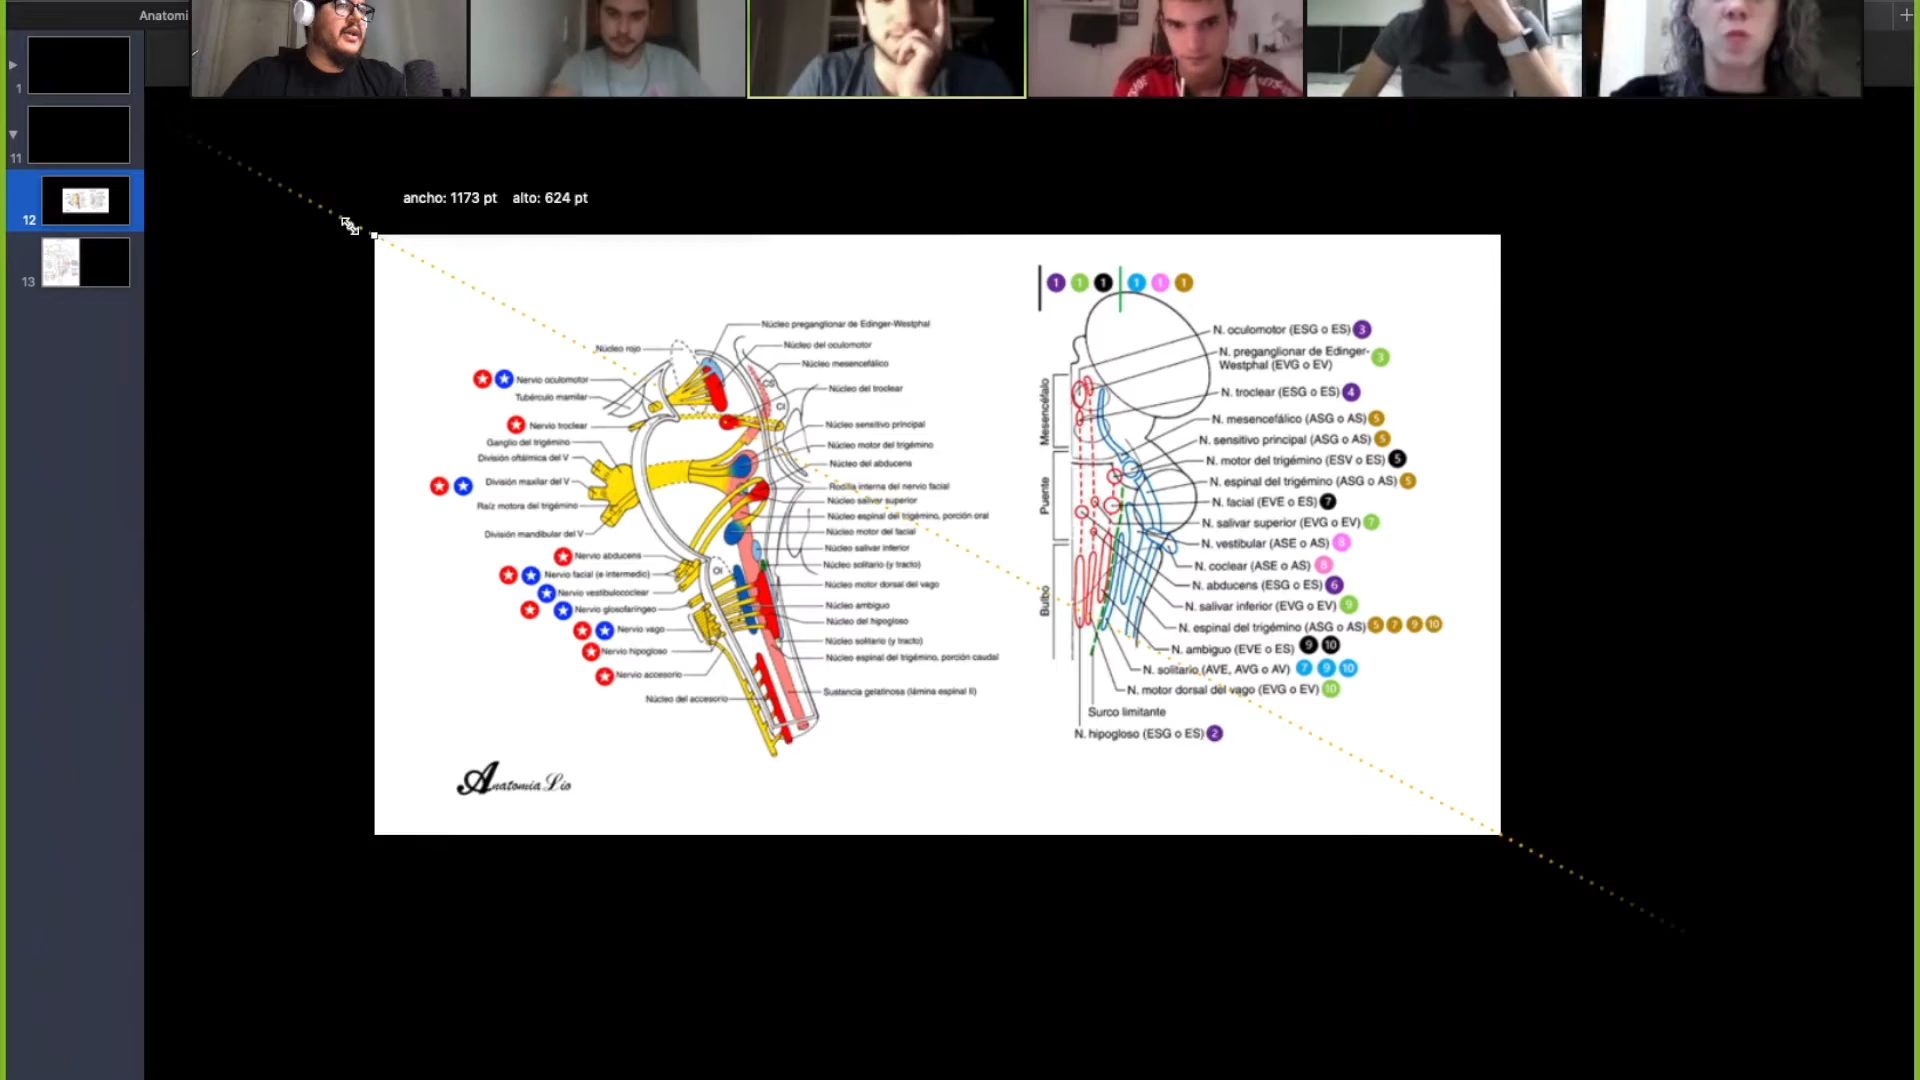 Anatomi
1
11
12
13
ancho: 1173 pt alto: 624 pt
Núcleo preganglionar de Edinger-Westphal
Núcleo del oculomotor
Núcleo rojo
Núcleo mesencefálico
CS
Nervio oculomotor
Núcleo del troclear
Tubérculo mamilar
CI
Nervio troclear
Núcleo sensitivo principal
Ganglio del trigémino
Núcleo motor del trigémino
División oftálmica del V
Núcleo del abducens
División maxilar del V
Rodilla interna del nervio facial
Núcleo salivar superior
Raíz motora del trigémino
Núcleo espinal del trigémino, porción oral
División mandibular del V
Núcleo motor del facial
Núcleo salivar inferior
Nervio abducens
Núcleo solitario (y tracto)
OI
Nervio facial (e intermedio)
Núcleo motor dorsal del vago
Nervio vestibulococlear
Nervio glosofaríngeo
Núcleo ambiguo
Núcleo del hipogloso
Nervio vago
Núcleo solitario (y tracto)
Nervio hipogloso
Núcleo espinal del trigémino, porción caudal
Nervio accesorio
Sustancia gelatinosa (lámina espinal II)
Núcleo del accesorio
Anatomia Lio
1 1 1 1 1 1
N. oculomotor (ESG o ES) 3
N. preganglionar de Edinger-
Westphal (EVG o EV) 3
N. troclear (ESG o ES) 4
Mesencéfalo
N. mesencefálico (ASG o AS) 5
N. sensitivo principal (ASG o AS) 5
N. motor del trigémino (ESV o ES) 5
N. espinal del trigémino (ASG o AS) 5
Puente
N. facial (EVE o ES) 7
N. salivar superior (EVG o EV) 7
N. vestibular (ASE o AS) 8
N. coclear (ASE o AS) 8
N. abducens (ESG o ES) 6
Bulbo
N. salivar inferior (EVG o EV) 9
N. espinal del trigémino (ASG o AS) 5 7 9 10
N. ambiguo (EVE o ES) 9 10
N. solitario (AVE, AVG o AV) 7 9 10
N. motor dorsal del vago (EVG o EV) 10
Surco limitante
N. hipogloso (ESG o ES) 2